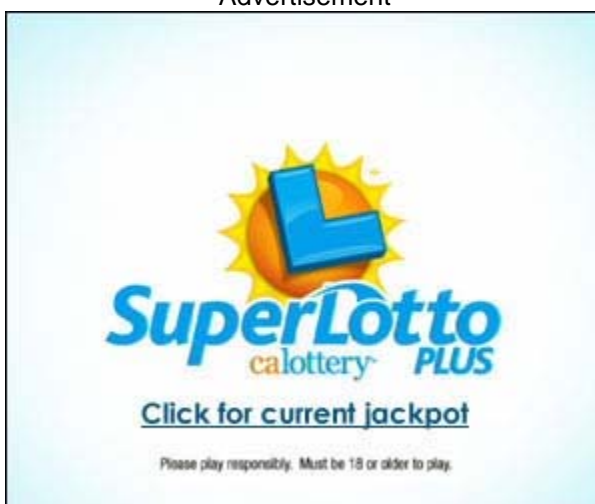 Advertisement
L
SuperLotto
calottery PLUS
Click for current jackpot
Please play responsibly. Must be 18 or older to play.